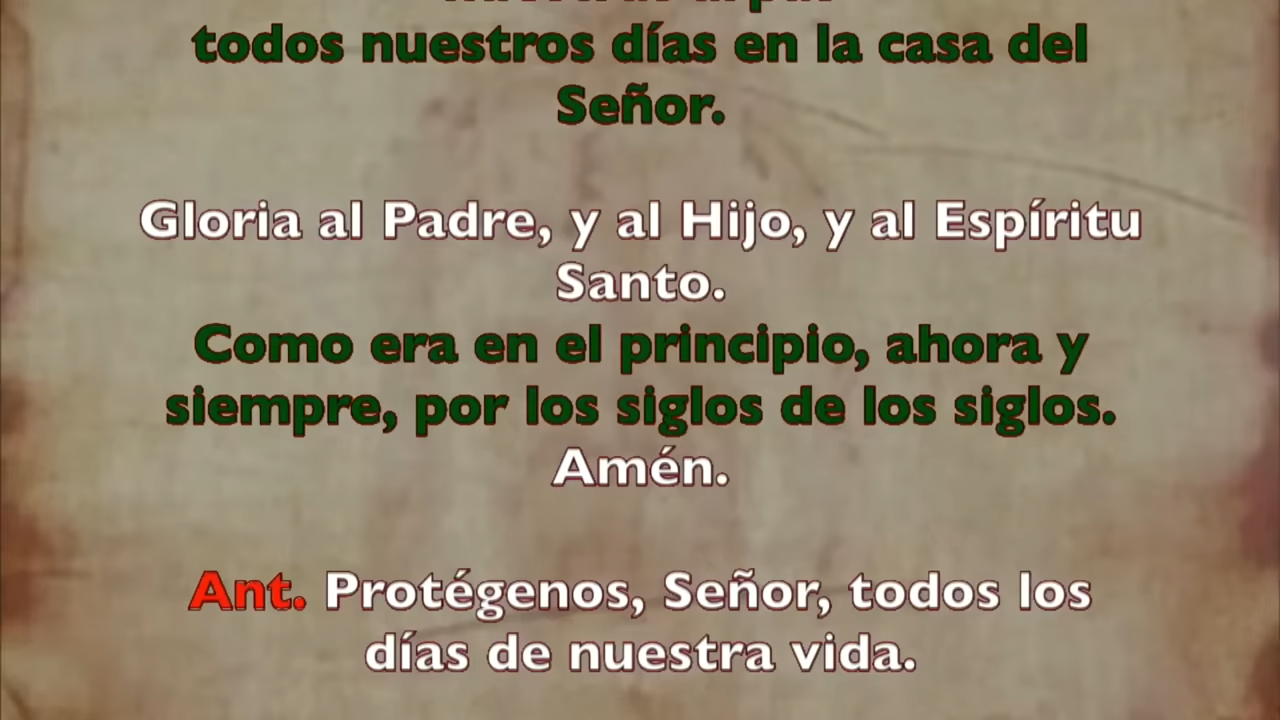 todos nuestros días en la casa del
Señor.
Gloria al Padre, y al Hijo, y al Espíritu
Santo.
Como era en el principio, ahora y
siempre, por los siglos de los siglos.
Amén.
Ant. Protégenos, Señor, todos los
días de nuestra vida.